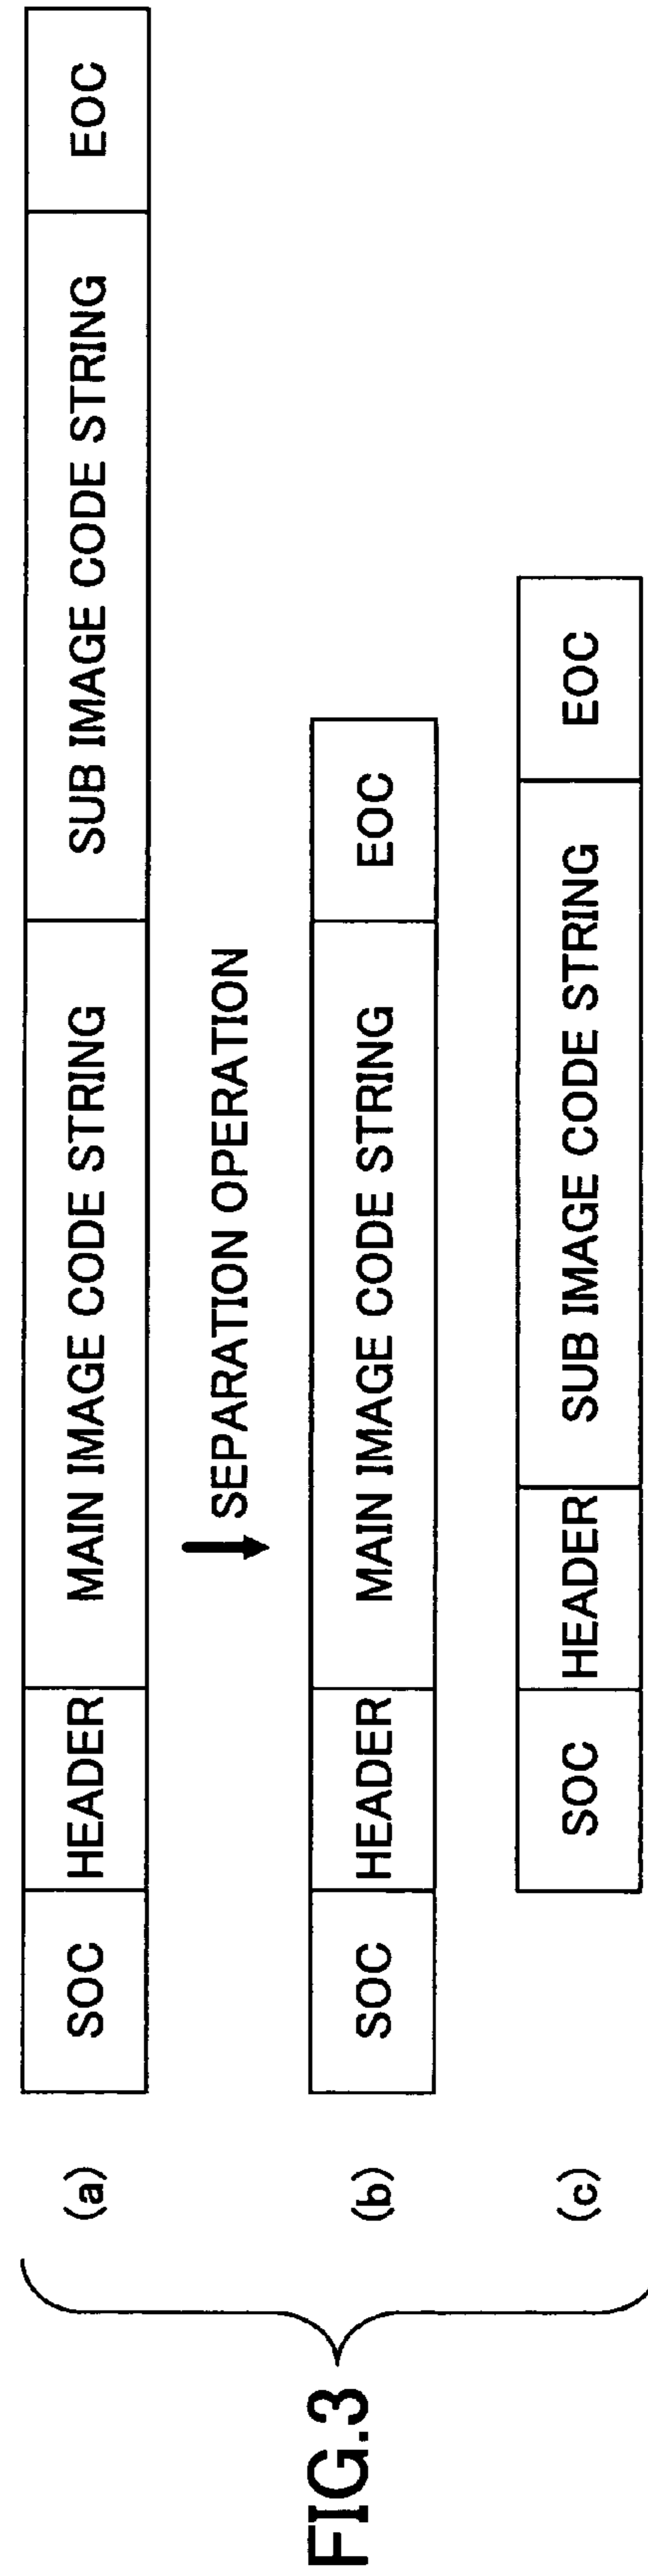 FIG.3
(a)
SOC
HEADER
MAIN IMAGE CODE STRING
SUB IMAGE CODE STRING
EOC
SEPARATION OPERATION
(b)
SOC
HEADER
MAIN IMAGE CODE STRING
EOC
(c)
SOC
HEADER
SUB IMAGE CODE STRING
EOC